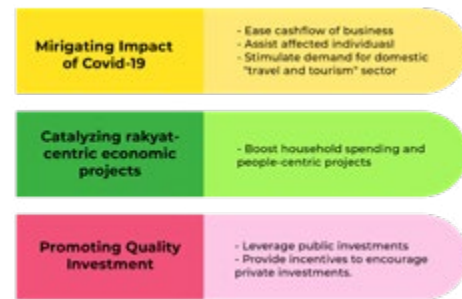 Mirigating Impact
of Covid-19
- Ease cashflow of business
- Assist affected individuasl
- Stimulate demand for domestic
"travel and tourism" sector
Catalyzing rakyat-
centric economic
projects
- Boost household spending and
people-centric projects
Promoting Quality
Investment
- Leverage public investments
- Provide incentives to encourage
private investments.